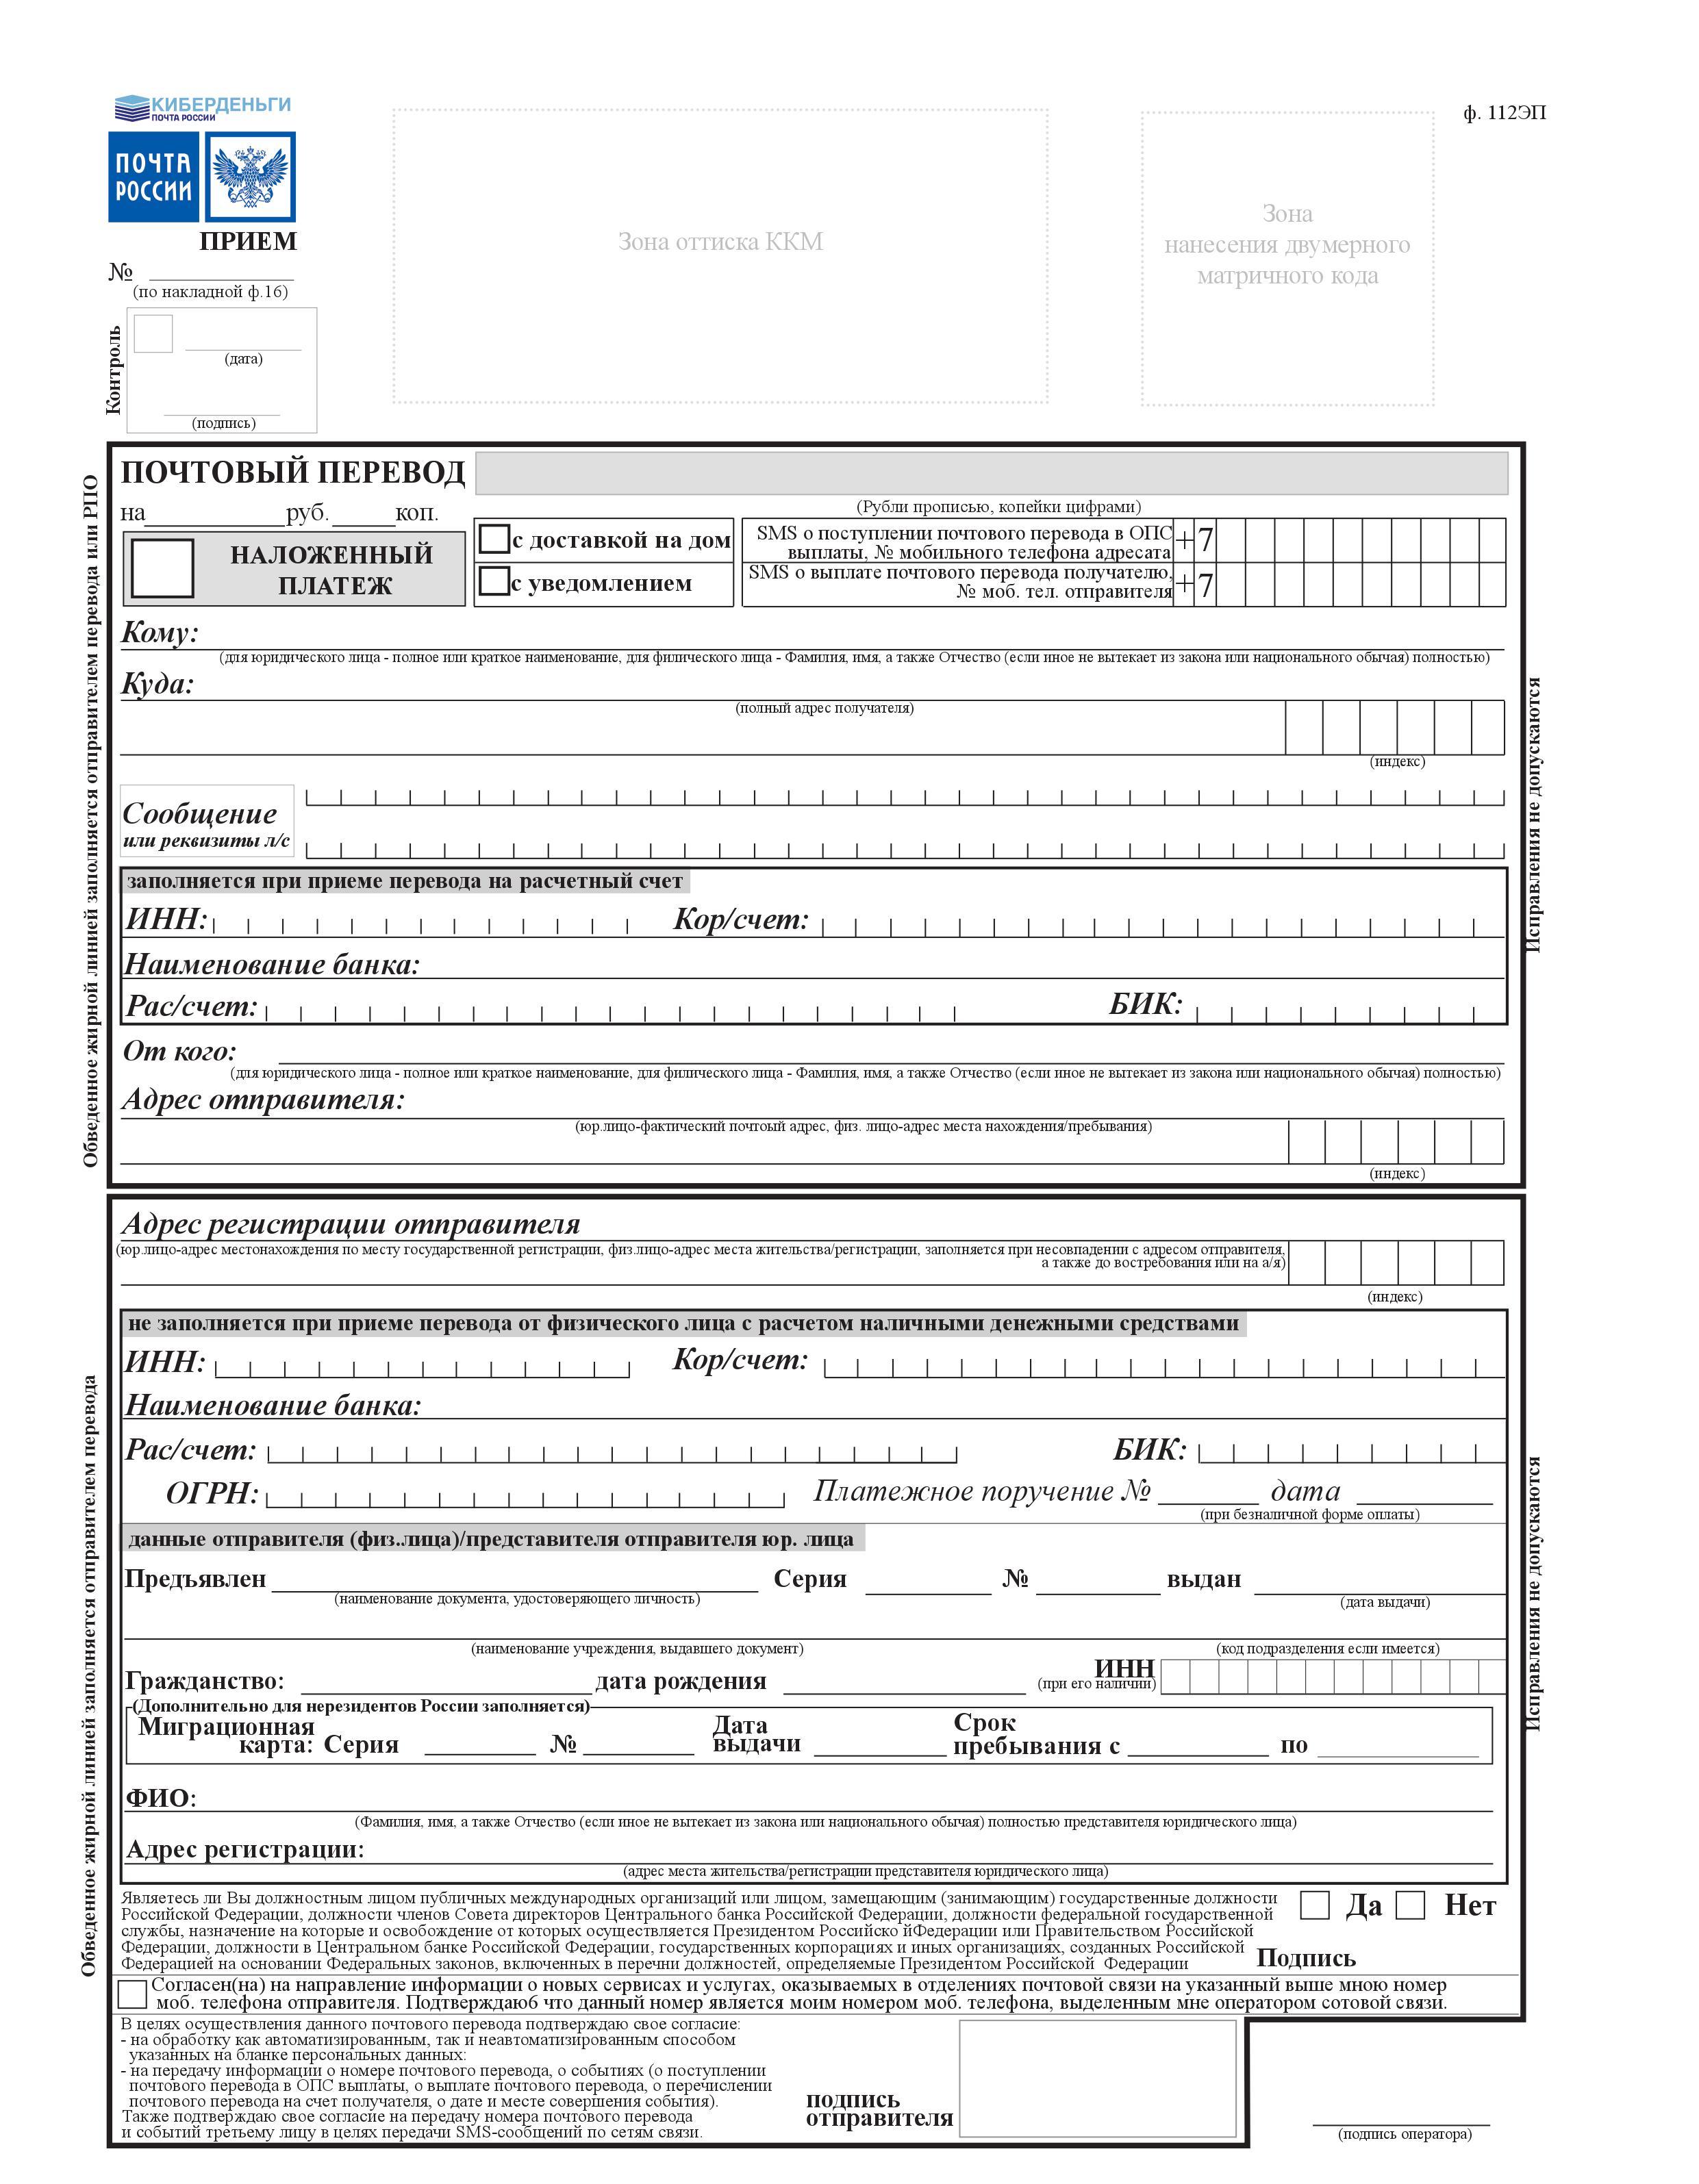 КИБЕРДЕНЬГИ
ПОЧТА РОССИИ
ф. 112ЭП
ПОЧТА
РОССИИ
ПРИЕМ
№
(по накладной ф.16)
Контроль
(дата)
(подпись)
Зона оттиска ККМ
Зона
нанесения двумерного
матричного кода
Обведенное жирной линией заполняется отправителем перевода или РПО
ПОЧТОВЫЙ ПЕРЕВОД
(Рубли прописью, копейки цифрами)
на руб. коп.
НАЛОЖЕННЫЙ
ПЛАТЕЖ
с доставкой на дом
с уведомлением
SMS о поступлении почтового перевода в ОПС
выплаты, № мобильного телефона адресата
+7
SMS о выплате почтового перевода получателю,
№ моб. тел. отправителя
+7
Кому:
(для юридического лица - полное или краткое наименование, для филического лица - Фамилия, имя, а также Отчество (если иное не вытекает из закона или национального обычая) полностью)
Куда:
(полный адрес получателя)
(индекс)
Исправления не допускаются
Сообщение
или реквизиты л/с
заполняется при приеме перевода на расчетный счет
ИНН: Кор/счет:
Наименование банка:
Рас/счет: БИК:
От кого:
(для юридического лица - полное или краткое наименование, для филического лица - Фамилия, имя, а также Отчество (если иное не вытекает из закона или национального обычая) полностью)
Адрес отправителя:
(юр.лицо-фактический почтоый адрес, физ. лицо-адрес места нахождения/пребывания)
(индекс)
Обведенное жирной линией заполняется отправителем перевода
Адрес регистрации отправителя
(юр.лицо-адрес местонахождения по месту государственной регистрации, физ.лицо-адрес места жительства/регистрации, заполняется при несовпадении с адресом отправителя,
а также до востребования или на а/я)
(индекс)
не заполняется при приеме перевода от физического лица с расчетом наличными денежными средствами
ИНН: Кор/счет:
Наименование банка:
Рас/счет: БИК:
ОГРН: Платежное поручение № дата
(при безналичной форме оплаты)
данные отправителя (физ..лица)/представителя отправителя юр. лица
Предъявлен Серия № выдан
(наименование документа, удостоверяющего личность) (дата выдачи)
(наименование учреждения, выдавшего документ) (код подразделения если имеется)
Гражданство: дата рождения ИНН
(при его наличии)
Исправления не допускаются
(Дополнительно для нерезидентов России заполняется)
Миграционная
карта: Серия № Дата
выдачи Срок
пребывания с по
ФИО:
(Фамилия, имя, а также Отчество (если иное не вытекает из закона или национального обычая) полностью представителя юридического лица)
Адрес регистрации:
(адрес места жительства/регистрации представителя юридического лица)
Являетесь ли Вы должностным лицом публичных международных организаций или лицом, замещающим (занимающим) государственные должности
Российской Федерации, должности членов Совета директоров Центрального банка Российской Федерации, должности федеральной государственной
службы, назначение на которые и освобождение от которых осуществляется Президентом Российско йФедерации или Правительством Российской
Федерации, должности в Центральном банке Российской Федерации, государственных корпорациях и иных организациях, созданных Российской
Федерацией на основании Федеральных законов, включенных в перечни должностей, определяемые Президентом Российской Федерации
Да Нет
Подпись
Согласен(на) на направление информации о новых сервисах и услугах, оказываемых в отделениях почтовой связи на указанный выше мною номер
моб. телефона отправителя. Подтверждаю6 что данный номер является моим номером моб. телефона, выделенным мне оператором сотовой связи.
В целях осуществления данного почтового перевода подтверждаю свое согласие:
- на обработку как автоматизированным, так и неавтоматизированным способом
указанных на бланке персональных данных:
- на передачу информации о номере почтового перевода, о событиях (о поступлении
почтового перевода в ОПС выплаты, о выплате почтового перевода, о перечислении
почтового перевода на счет получателя, о дате и месте совершения события).
Также подтверждаю свое согласие на передачу номера почтового перевода
и событий третьему лицу в целях передачи SMS-сообщений по сетям связи.
подпись
отправителя
(подпись оператора)